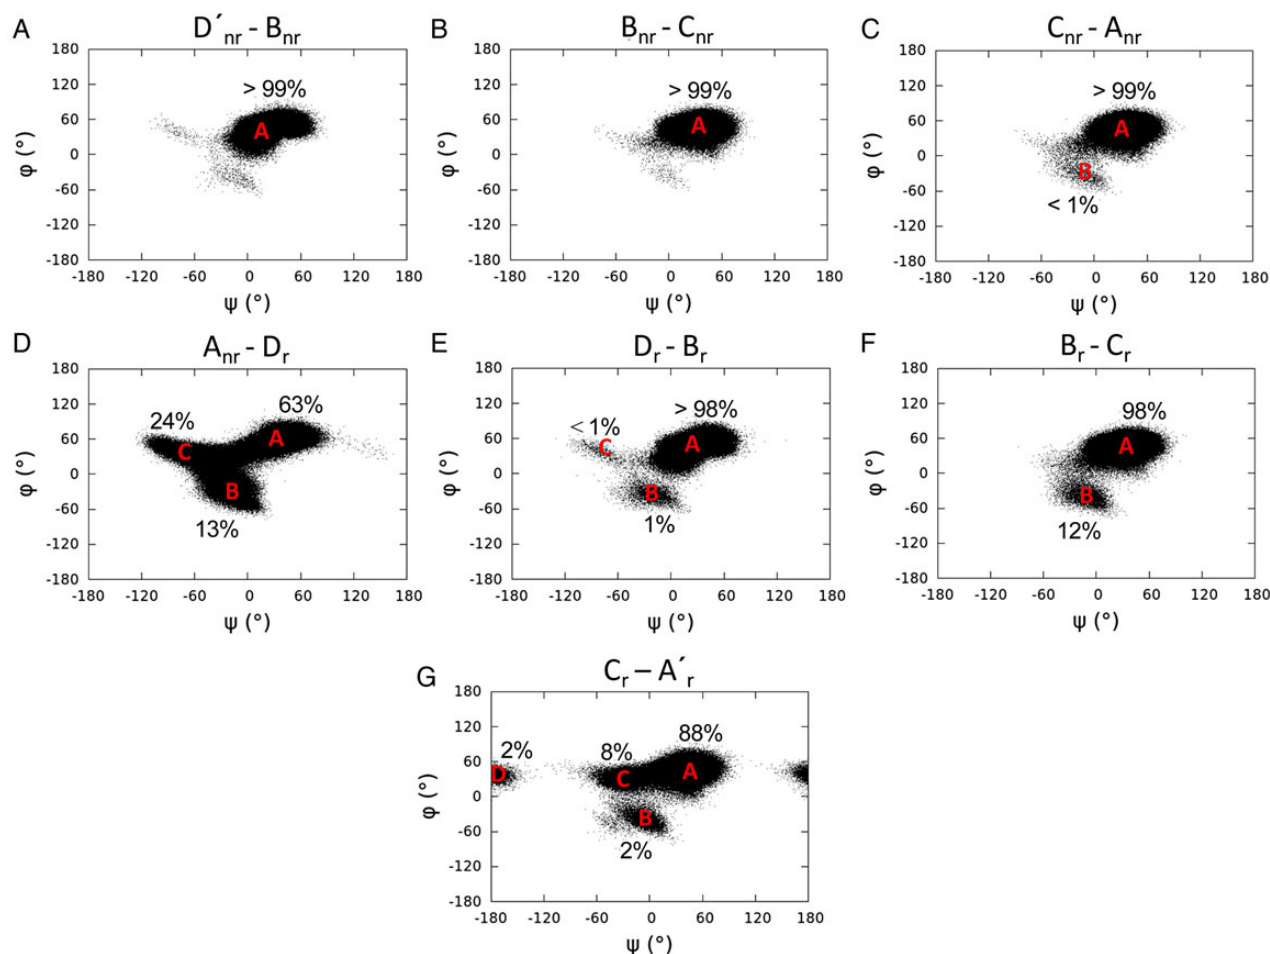 A D´nr - Bnr
180
120
60
0
-60
-120
-180
> 99%
A
-180 -120 -60 0 60 120 180
φ (°)
ψ (°)
B Bnr - Cnr
180
120
60
0
-60
-120
-180
> 99%
A
-180 -120 -60 0 60 120 180
φ (°)
ψ (°)
C Cnr - Anr
180
120
60
0
-60
-120
-180
> 99%
A
B
< 1%
-180 -120 -60 0 60 120 180
φ (°)
ψ (°)
D Anr - Dr
180
120
60
0
-60
-120
-180
24% 63%
C A
B
13%
-180 -120 -60 0 60 120 180
φ (°)
ψ (°)
E Dr - Br
180
120
60
0
-60
-120
-180
< 1% > 98%
C A
B
1%
-180 -120 -60 0 60 120 180
φ (°)
ψ (°)
F Br - Cr
180
120
60
0
-60
-120
-180
98%
A
B
12%
-180 -120 -60 0 60 120 180
φ (°)
ψ (°)
G Cr – A´r
180
120
60
0
-60
-120
-180
2% 8% 88%
D C A
B
2%
-180 -120 -60 0 60 120 180
φ (°)
ψ (°)